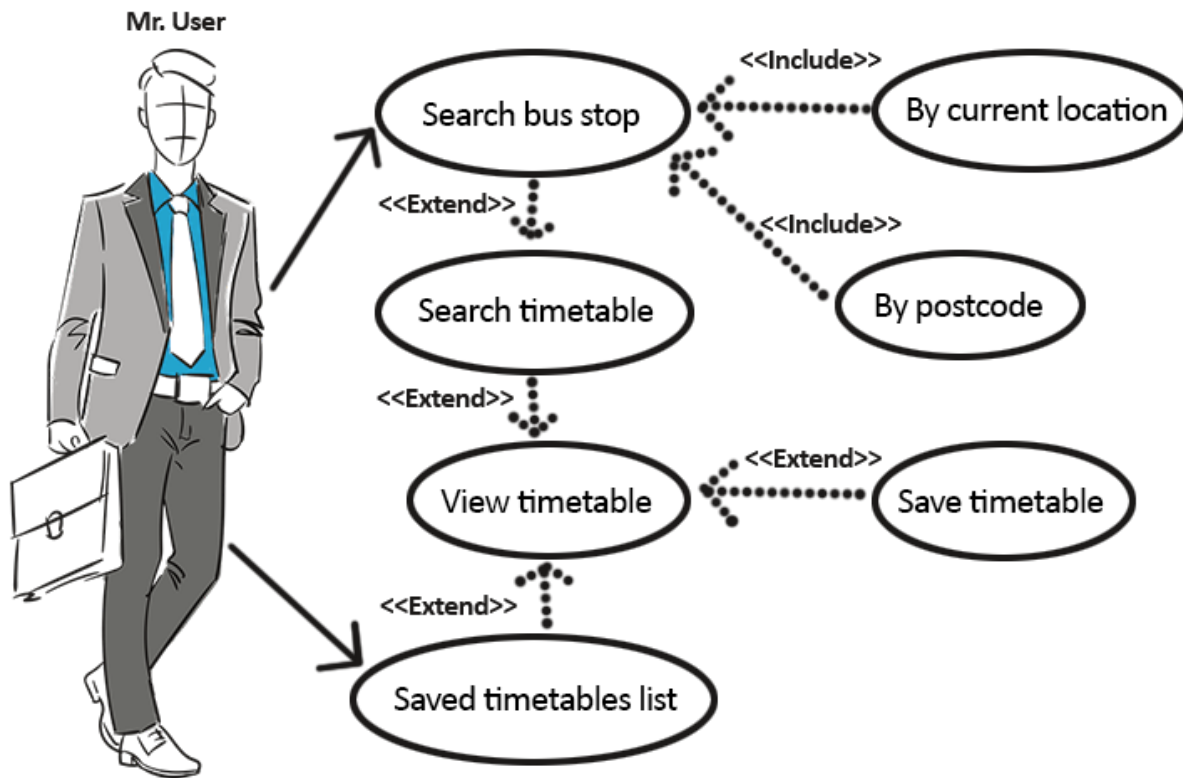 Mr. User
<<Include>>
Search bus stop
By current location
<<Extend>>
<<Include>>
Search timetable
By postcode
<<Extend>>
<<Extend>>
View timetable
Save timetable
<<Extend>>
Saved timetables list